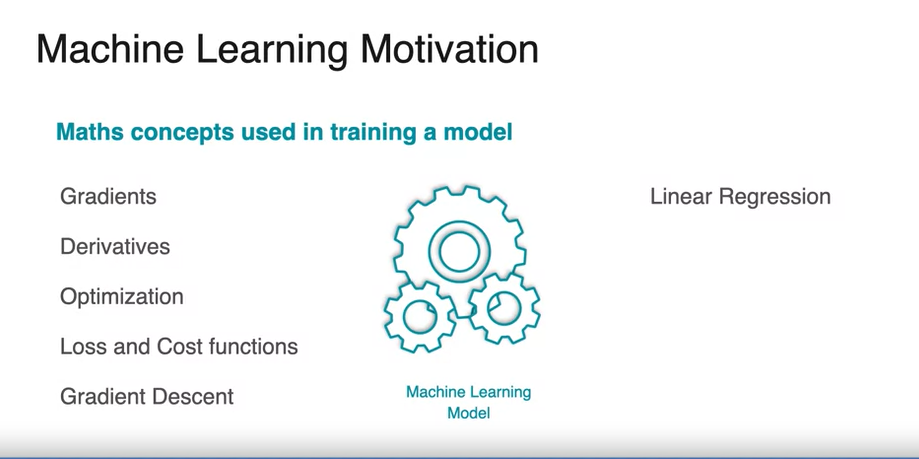 Machine Learning Motivation
Maths concepts used in training a model
Gradients
Derivatives
Optimization
Loss and Cost functions
Gradient Descent
Machine Learning
Model
Linear Regression